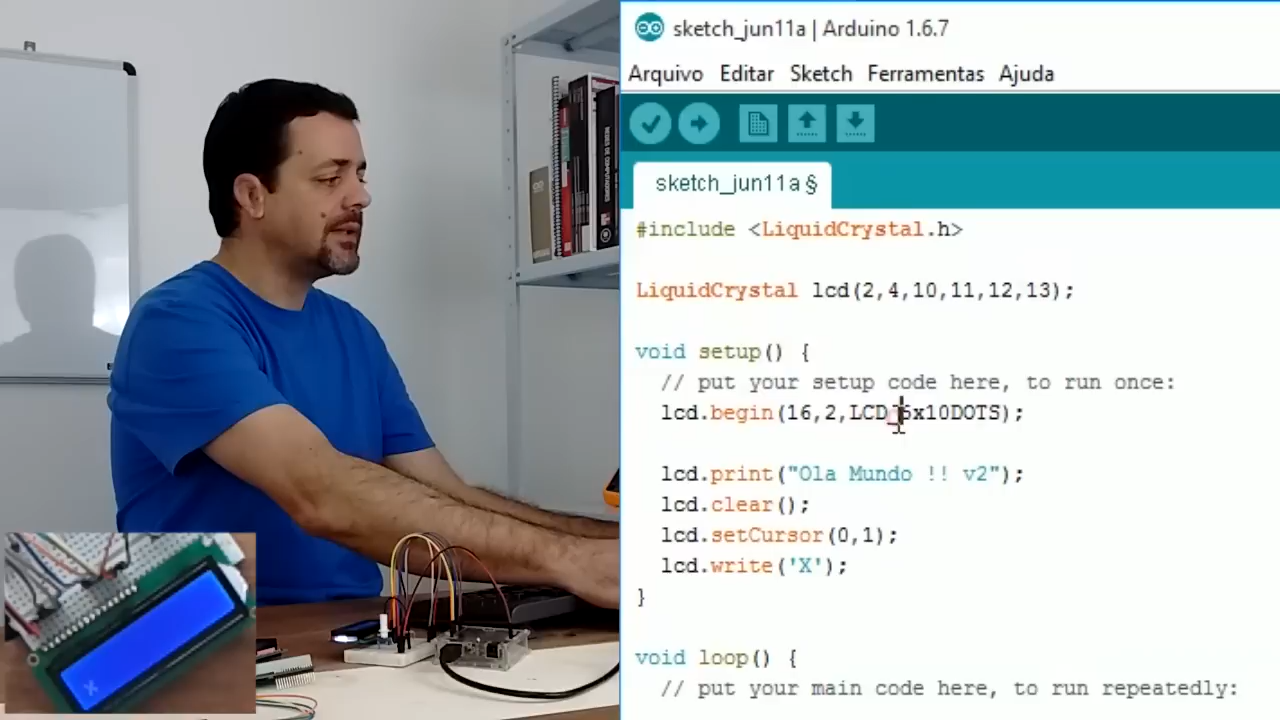 sketch_jun11a | Arduino 1.6.7
Arquivo Editar Sketch Ferramentas Ajuda
sketch_jun11a §
#include <LiquidCrystal.h>
LiquidCrystal lcd(2,4,10,11,12,13);
void setup() {
// put your setup code here, to run once:
lcd.begin(16,2,LCD_5x10DOTS);
lcd.print("Ola Mundo !! v2");
lcd.clear();
lcd.setCursor(0,1);
lcd.write('X');
}
void loop() {
// put your main code here, to run repeatedly:
REDES DE COMPUTADORES
X